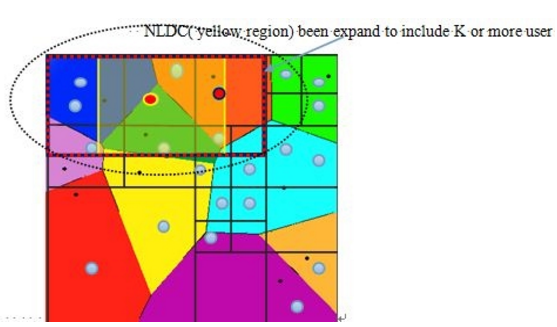 NLDC( yellow region) been expand to include K or more user